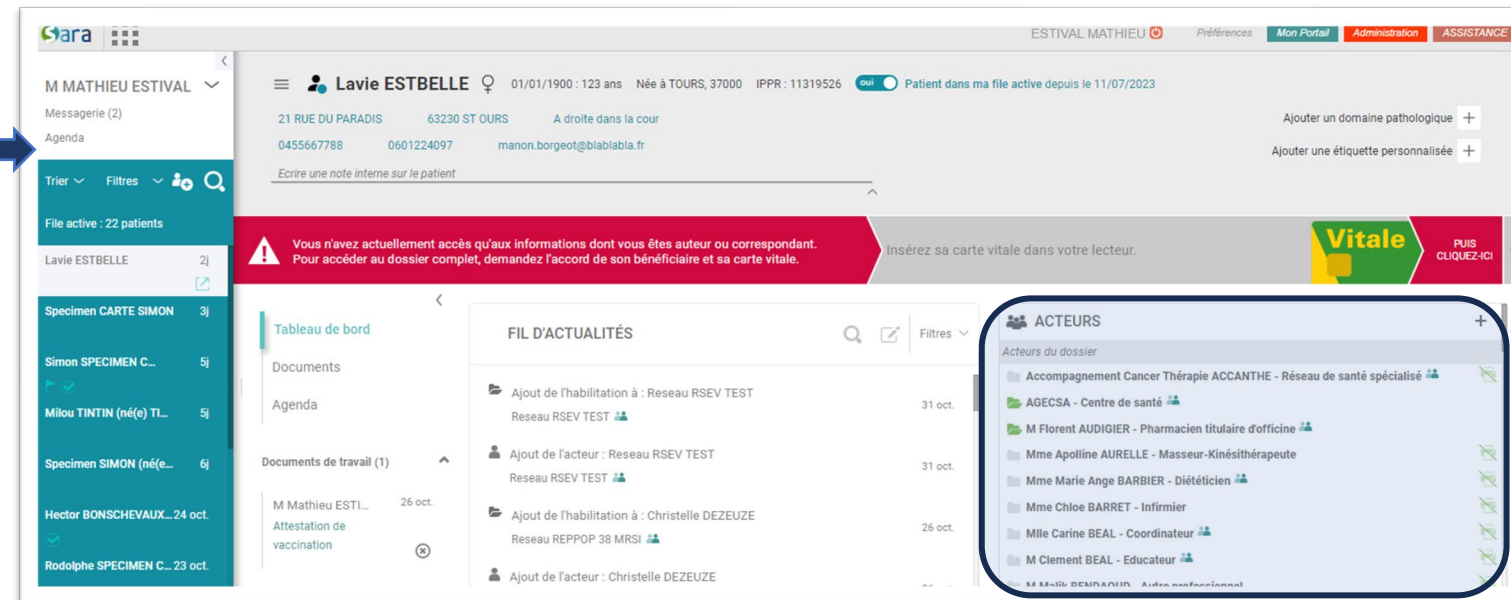 Sara
ESTIVAL MATHIEU
Préférences
Mon Portail
Administration
ASSISTANCE
M MATHIEU ESTIVAL
Messagerie (2)
Agenda
Trier
Filtres
File active : 22 patients
Lavie ESTBELLE 2j
Specimen CARTE SIMON 3j
Simon SPECIMEN C... 5j
Milou TINTIN (né(e) TI... 5j
Specimen SIMON (né(e... 6j
Hector BONSCHEVAUX... 24 oct.
Rodolphe SPECIMEN C... 23 oct.
Lavie ESTBELLE 01/01/1900 : 123 ans Née à TOURS, 37000 IPPR : 11319526 oui Patient dans ma file active depuis le 11/07/2023
21 RUE DU PARADIS 63230 ST OURS A droite dans la cour
0455667788 0601224097 manon.borgeot@blablabla.fr
Ecrire une note interne sur le patient
Ajouter un domaine pathologique +
Ajouter une étiquette personnalisée +
Vous n'avez actuellement accès qu'aux informations dont vous êtes auteur ou correspondant.
Pour accéder au dossier complet, demandez l'accord de son bénéficiaire et sa carte vitale.
Insérez sa carte vitale dans votre lecteur.
Vitale
PUIS
CLIQUEZ-ICI
Tableau de bord
Documents
Agenda
Documents de travail (1)
M Mathieu ESTI... 26 oct.
Attestation de
vaccination
FIL D'ACTUALITÉS
Filtres
Ajout de l'habilitation à : Reseau RSEV TEST
Reseau RSEV TEST
31 oct.
Ajout de l'acteur : Reseau RSEV TEST
Reseau RSEV TEST
31 oct.
Ajout de l'habilitation à : Christelle DEZEUZE
Reseau REPPOP 38 MRSI
26 oct.
Ajout de l'acteur : Christelle DEZEUZE
ACTEURS +
Acteurs du dossier
Accompagnement Cancer Thérapie ACCANTHE - Réseau de santé spécialisé
AGECSA - Centre de santé
M Florent AUDIGIER - Pharmacien titulaire d'officine
Mme Apolline AURELLE - Masseur-Kinésithérapeute
Mme Marie Ange BARBIER - Diététicien
Mme Chloe BARRET - Infirmier
Mlle Carine BEAL - Coordinateur
M Clement BEAL - Educateur
M Malik BENDAOUD - Autre professionnel